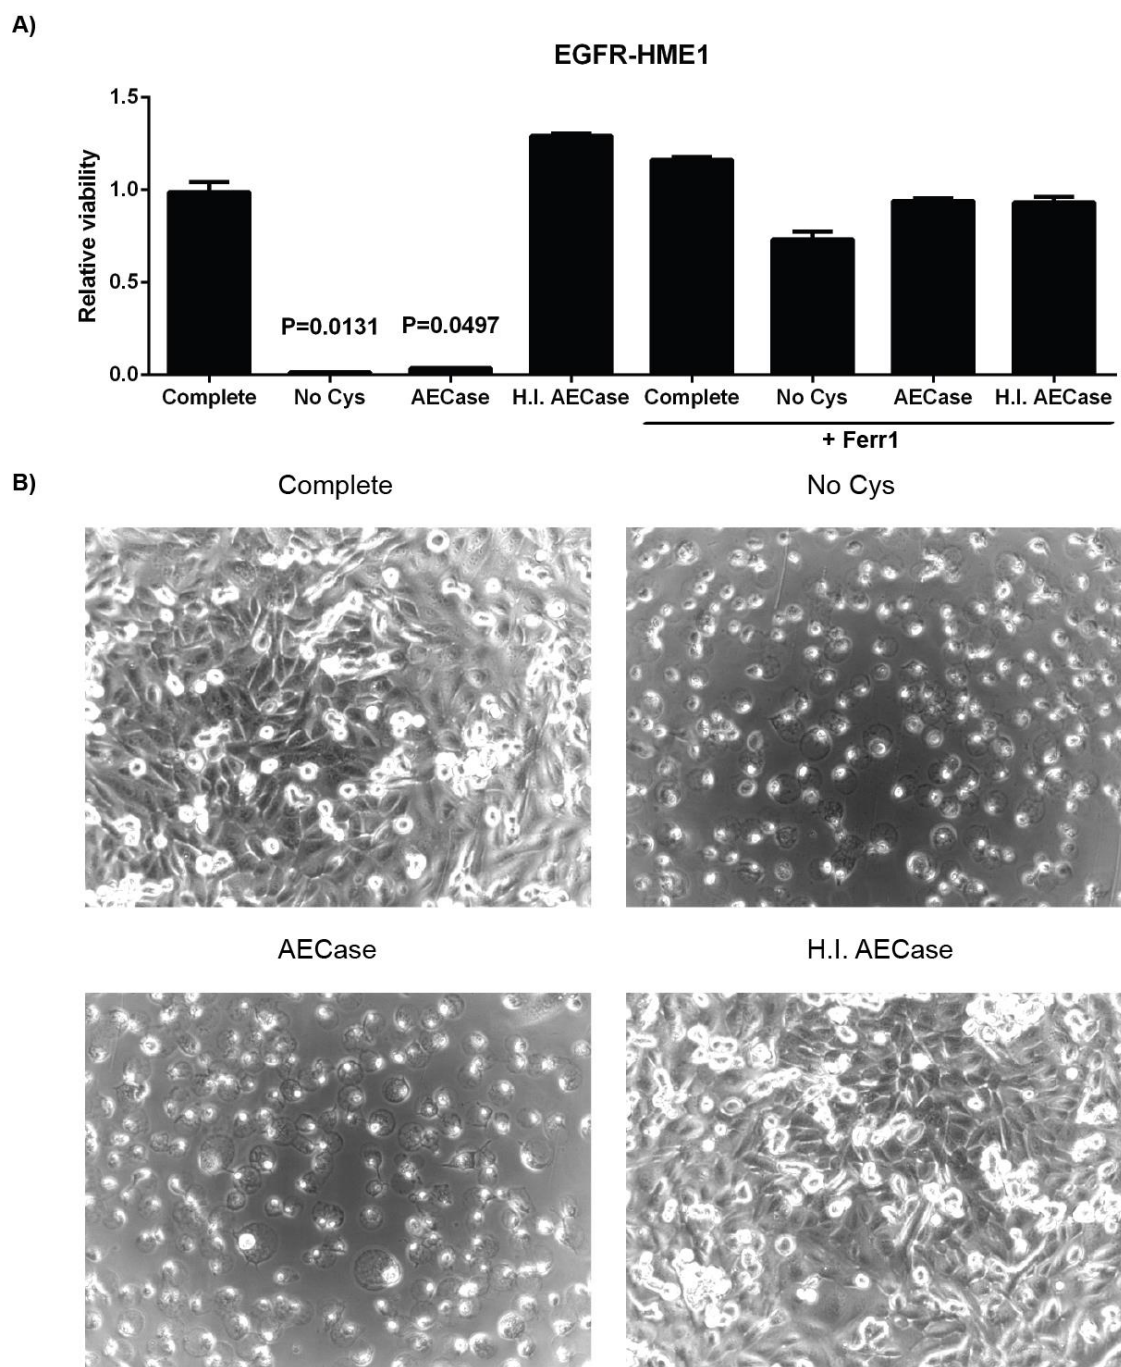 A)
EGFR-HME1
Relative viability
1.5
1.0
0.5
0.0
P=0.0131 P=0.0497
Complete No Cys AECase H.I. AECase Complete No Cys AECase H.I. AECase
+ Ferr1
B)
Complete No Cys
AECase H.I. AECase